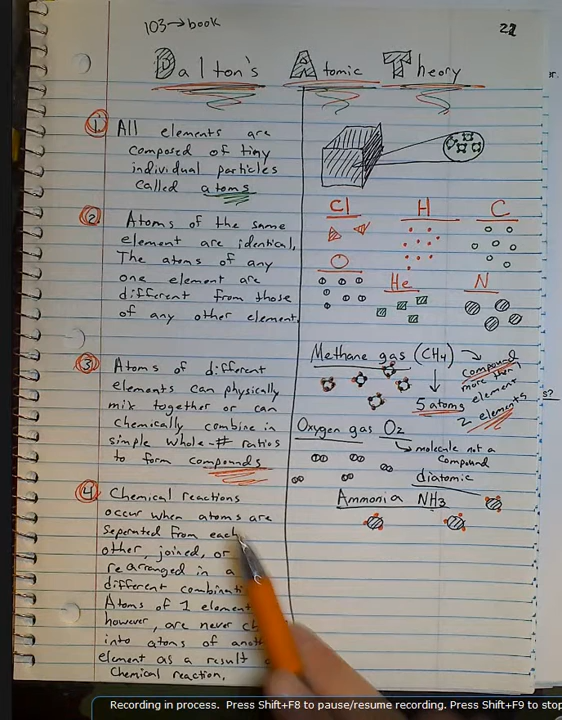 103→book
22
Dalton's Atomic Theory
1 All elements are
composed of tiny
individual particles
called atoms
2 Atoms of the same
element are identical.
The atoms of any
one element are
different from those
of any other element.
3 Atoms of different
elements can physically
mix together or can
chemically combine in
simple whole-# ratios
to form compounds
4 Chemical reactions
occur when atoms are
seperated from each
other, joined, or
rearranged in a
different
Atoms of 1
however, are never
into atoms of
element as a result
chemical reaction.
Cl H C
O He N
Methane gas (CH4) →
compound
more then
1 element
5 atoms
2 elements
Oxygen gas O2
→ molecule not a
compound
diatomic
Ammonia NH3
s?
Recording in process. Press Shift+F8 to pause/resume recording. Press Shift+F9 to stop